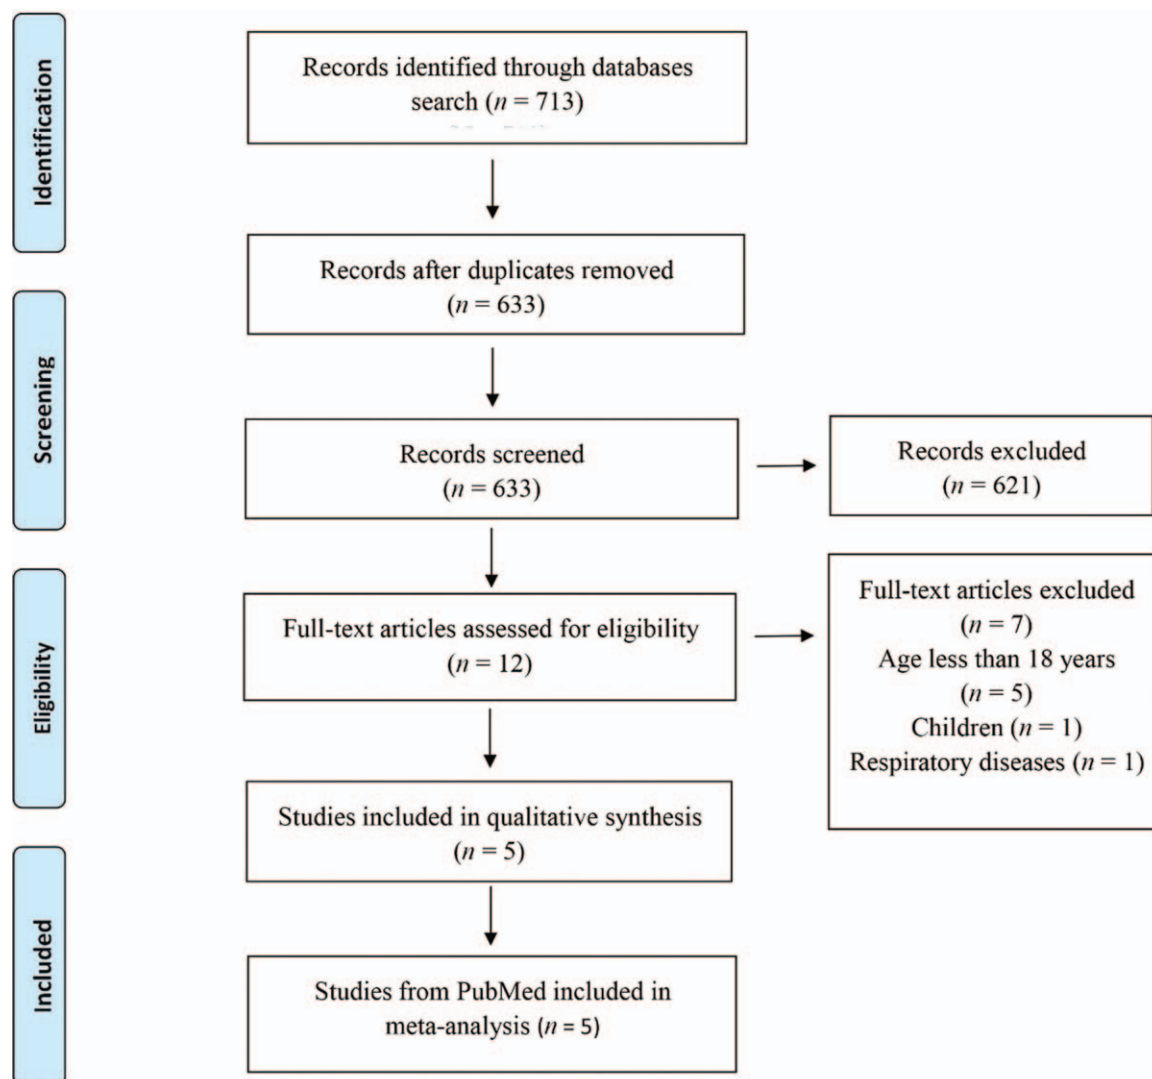 Identification
Records identified through databases
search (n = 713)
Records after duplicates removed
(n = 633)
Screening
Records screened
(n = 633)
Records excluded
(n = 621)
Eligibility
Full-text articles assessed for eligibility
(n = 12)
Full-text articles excluded
(n = 7)
Age less than 18 years
(n = 5)
Children (n = 1)
Respiratory diseases (n = 1)
Studies included in qualitative synthesis
(n = 5)
Included
Studies from PubMed included in
meta-analysis (n = 5)